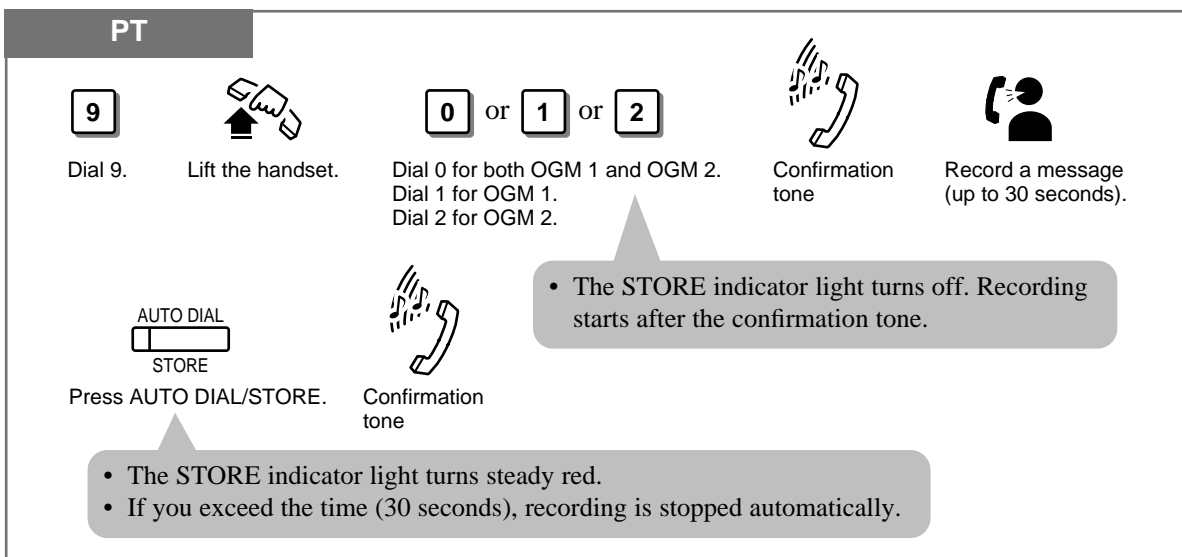 PT
9
0 or 1 or 2
Dial 9.
Lift the handset.
Dial 0 for both OGM 1 and OGM 2.
Dial 1 for OGM 1.
Dial 2 for OGM 2.
Confirmation
tone
Record a message
(up to 30 seconds).
• The STORE indicator light turns off. Recording
starts after the confirmation tone.
AUTO DIAL
STORE
Press AUTO DIAL/STORE.
Confirmation
tone
• The STORE indicator light turns steady red.
• If you exceed the time (30 seconds), recording is stopped automatically.